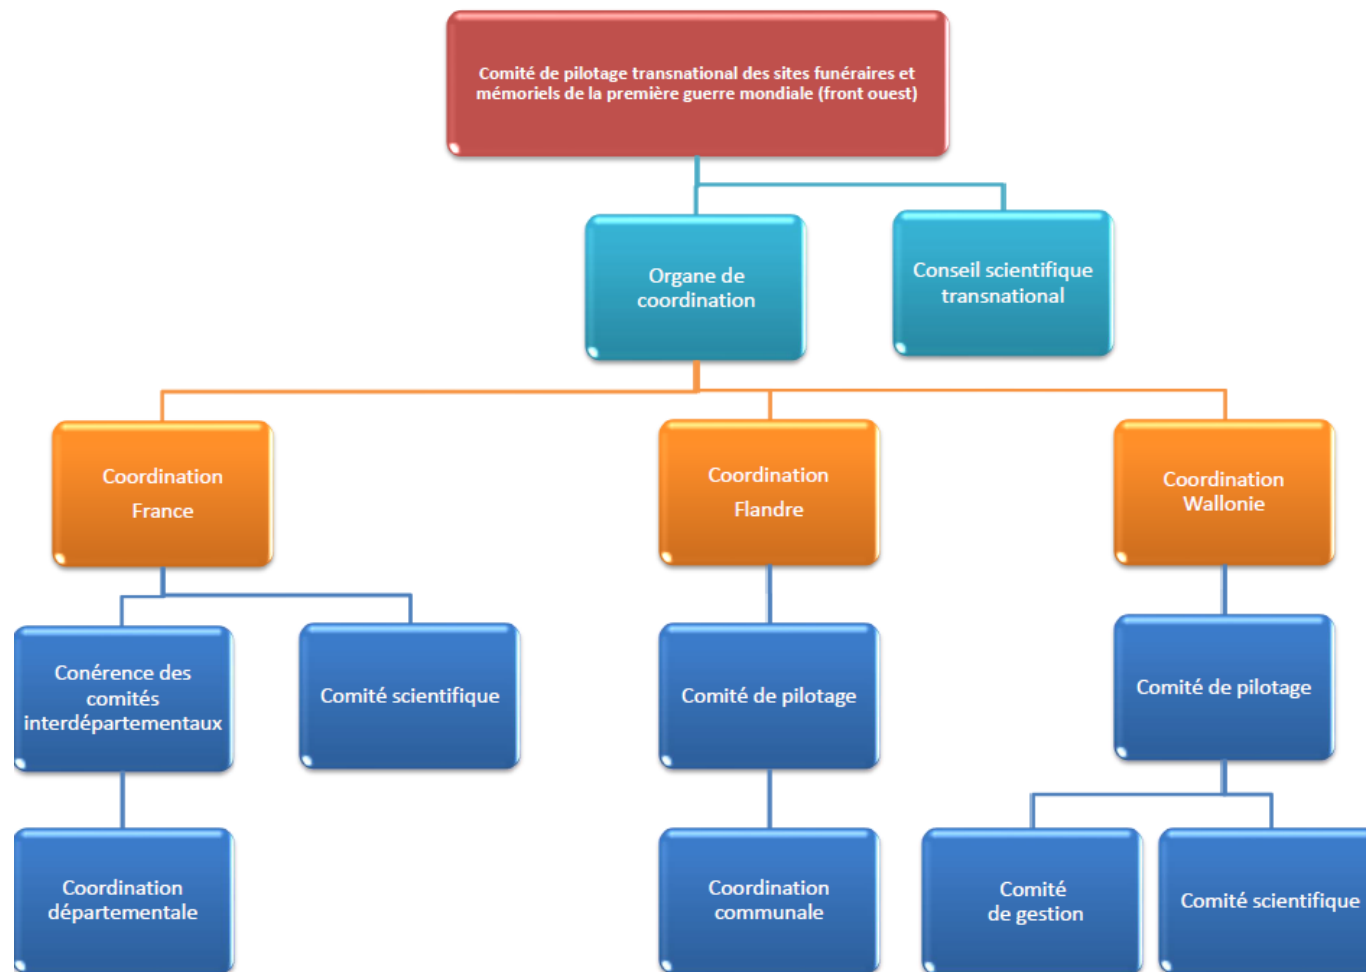 Comité de pilotage transnational des sites funéraires et
mémoriels de la première guerre mondiale (front ouest)
Organe de
coordination
Conseil scientifique
transnational
Coordination
France
Coordination
Flandre
Coordination
Wallonie
Conérence des
comités
interdépartementaux
Comité scientifique
Comité de pilotage
Comité de pilotage
Coordination
départementale
Coordination
communale
Comité
de gestion
Comité scientifique